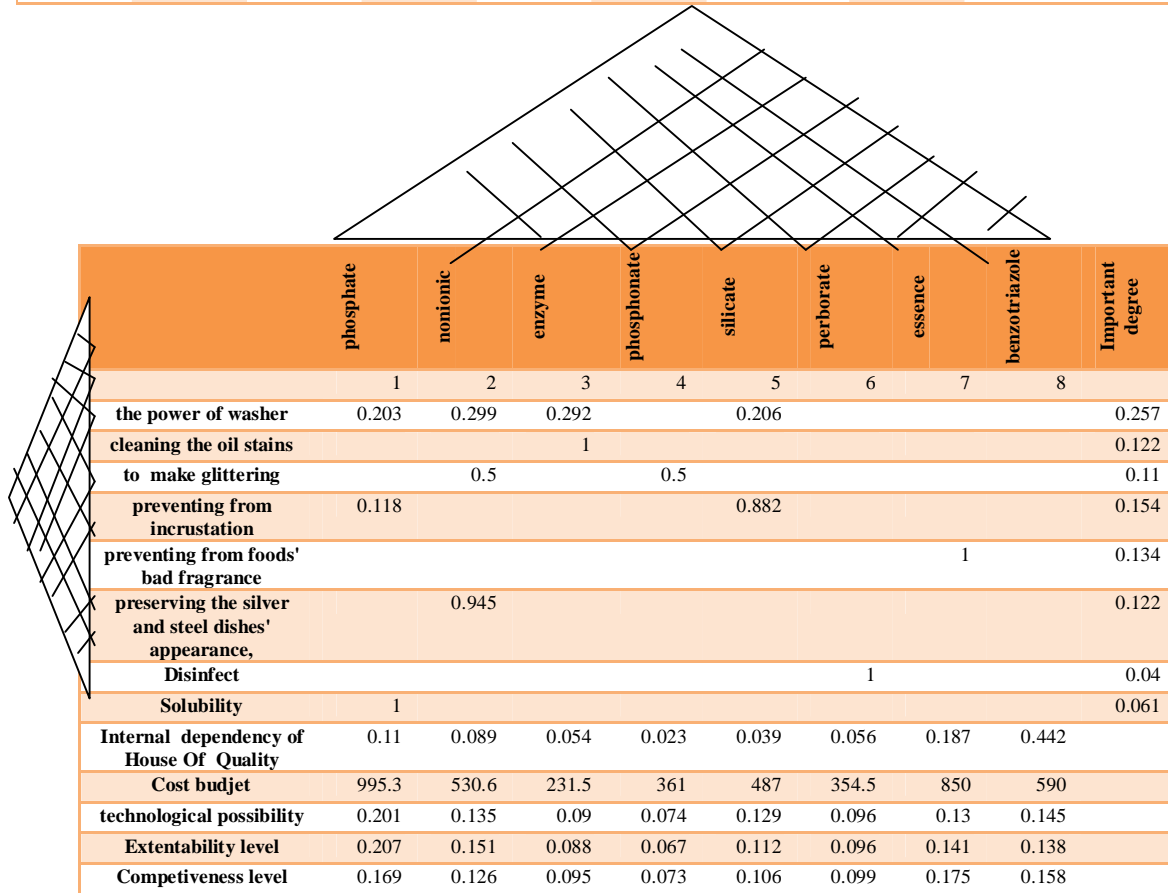 phosphate nonionic enzyme phosphonate silicate perborate essence benzotriazole Important
degree
1 2 3 4 5 6 7 8
the power of washer 0.203 0.299 0.292 0.206 0.257
cleaning the oil stains 1 0.122
to make glittering 0.5 0.5 0.11
preventing from 0.118 0.882 0.154
incrustation
preventing from foods' 1 0.134
bad fragrance
preserving the silver 0.945 0.122
and steel dishes'
appearance,
Disinfect 1 0.04
Solubility 1 0.061
Internal dependency of 0.11 0.089 0.054 0.023 0.039 0.056 0.187 0.442
House Of Quality
Cost budjet 995.3 530.6 231.5 361 487 354.5 850 590
technological possibility 0.201 0.135 0.09 0.074 0.129 0.096 0.13 0.145
Extentability level 0.207 0.151 0.088 0.067 0.112 0.096 0.141 0.138
Competiveness level 0.169 0.126 0.095 0.073 0.106 0.099 0.175 0.158